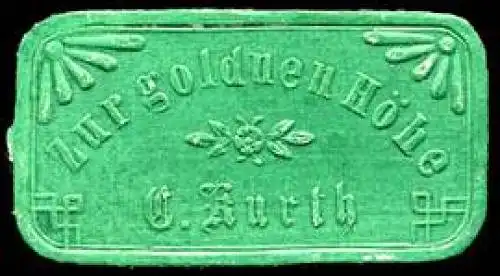 Zur goldnen Höhe
C. Kurth